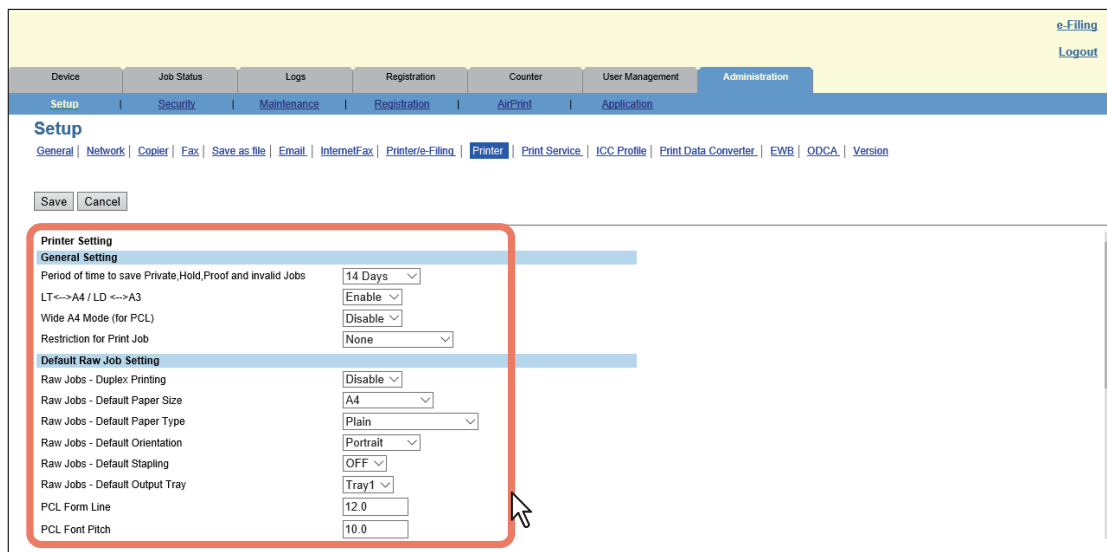 e-Filing
Logout
Device Job Status Logs Registration Counter User Management Administration
Setup | Security | Maintenance | Registration | AirPrint | Application
Setup
General | Network | Copier | Fax | Save as file | Email | InternetFax | Printer/e-Filing | Printer | Print Service | ICC Profile | Print Data Converter | EWB | ODCA | Version
Save Cancel
Printer Setting
General Setting
Period of time to save Private,Hold,Proof and invalid Jobs 14 Days
LT<-->A4 / LD <-->A3 Enable
Wide A4 Mode (for PCL) Disable
Restriction for Print Job None
Default Raw Job Setting
Raw Jobs - Duplex Printing Disable
Raw Jobs - Default Paper Size A4
Raw Jobs - Default Paper Type Plain
Raw Jobs - Default Orientation Portrait
Raw Jobs - Default Stapling OFF
Raw Jobs - Default Output Tray Tray1
PCL Form Line 12.0
PCL Font Pitch 10.0